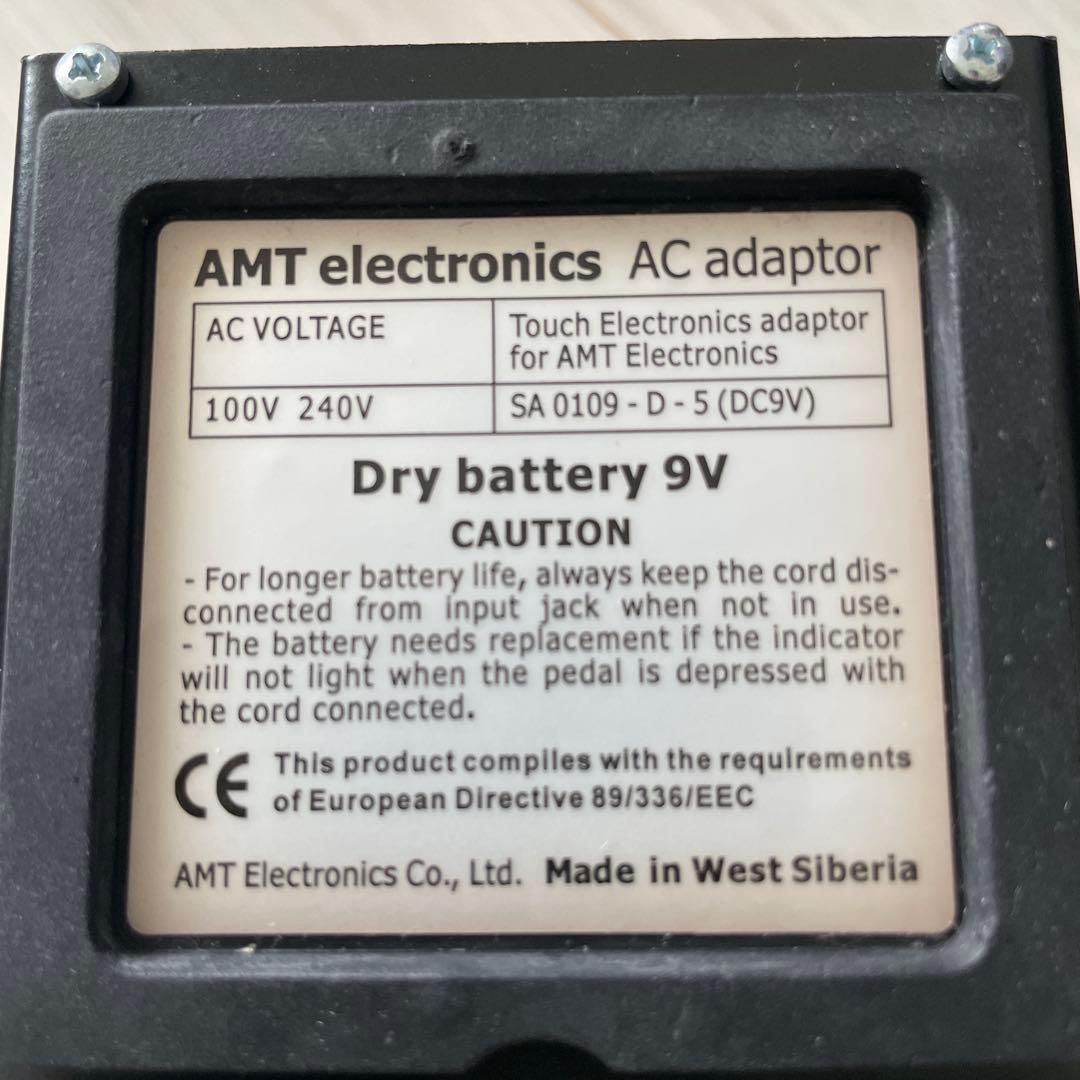 AMT electronics AC adaptor
AC VOLTAGE
Touch Electronics adaptor
for AMT Electronics
100V 240V
SA 0109 - D - 5 (DC9V)
Dry battery 9V
CAUTION
- For longer battery life, always keep the cord dis-
connected from input jack when not in use.
- The battery needs replacement if the indicator
will not light when the pedal is depressed with
the cord connected.
CE This product complies with the requirements
of European Directive 89/336/EEC
AMT Electronics Co., Ltd. Made in West Siberia